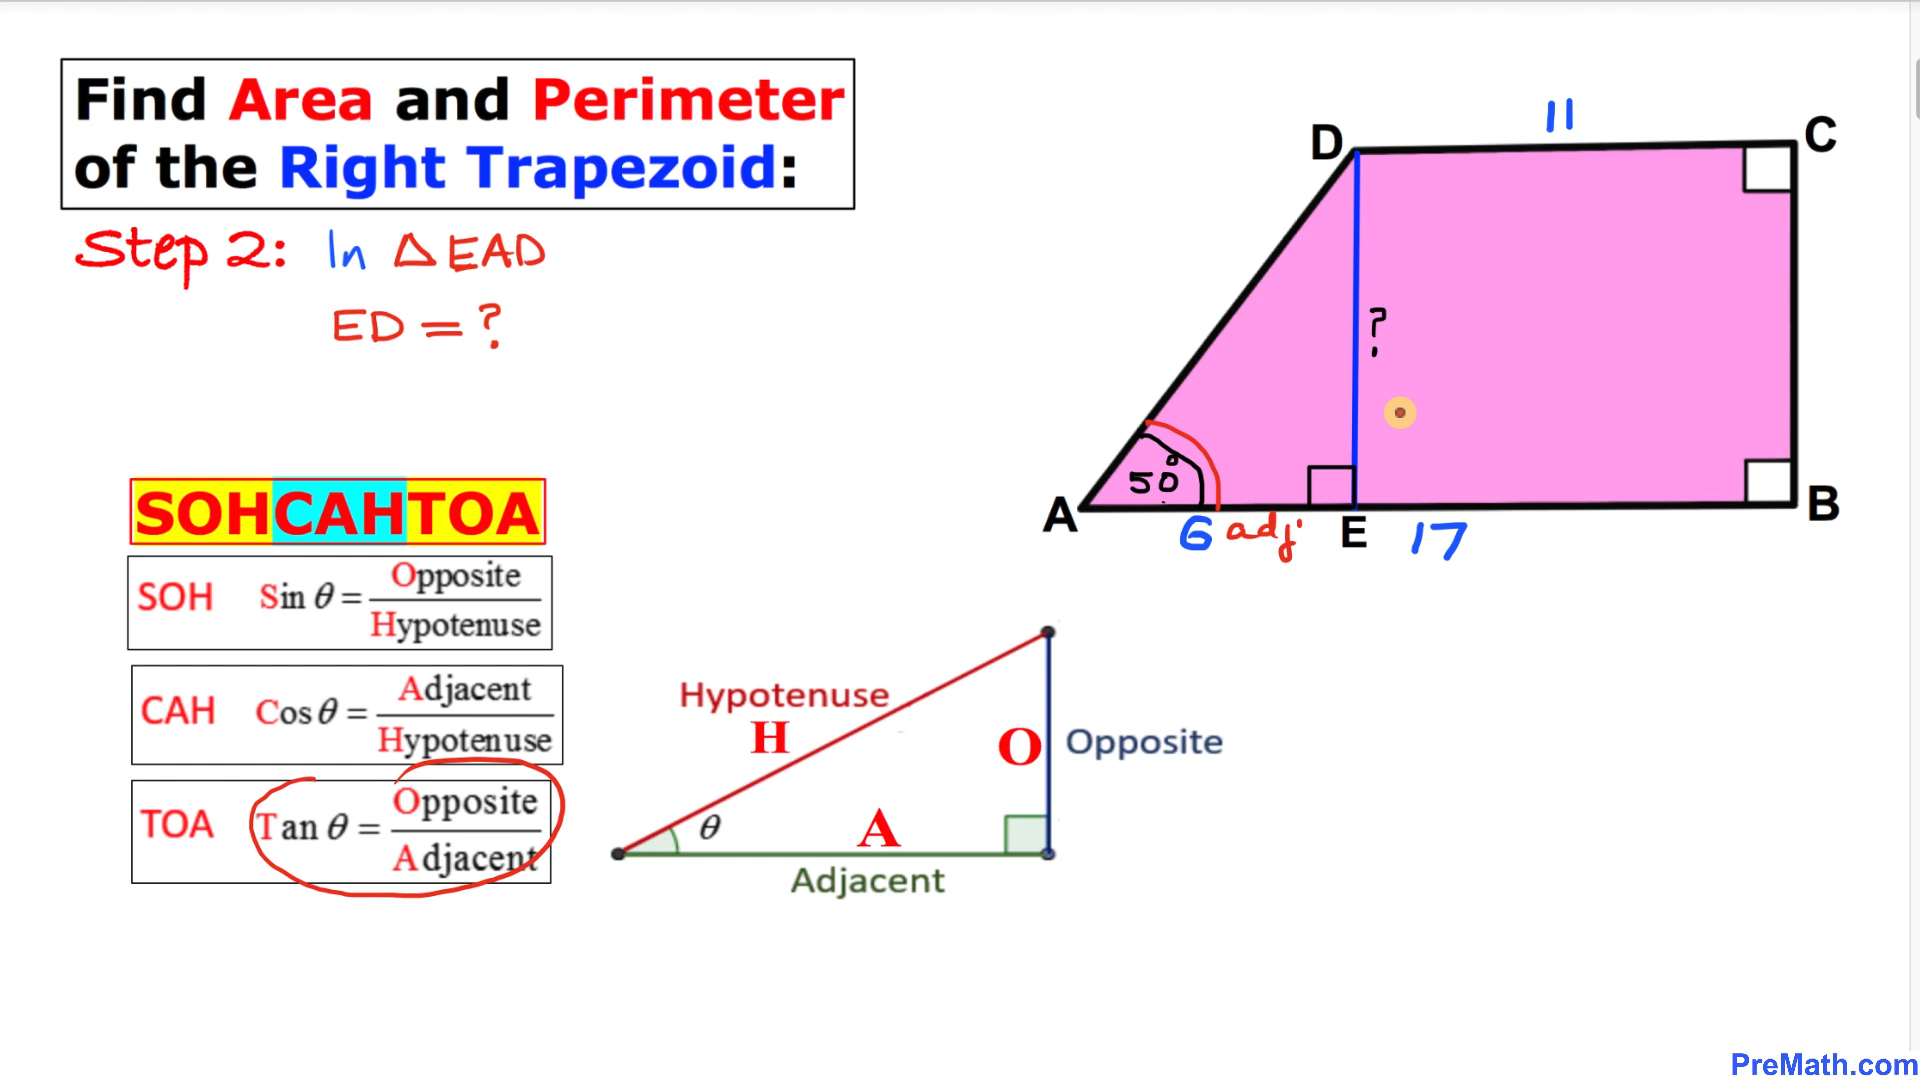 Find Area and Perimeter
of the Right Trapezoid:
Step 2: In Δ EAD
ED = ?
D
11
C
?
50°
A
6 adj.
E
17
B
SOHCAHTOA
SOH Sin θ = Opposite / Hypotenuse
CAH Cos θ = Adjacent / Hypotenuse
TOA Tan θ = Opposite / Adjacent
Hypotenuse
H
O Opposite
θ
A
Adjacent
PreMath.com